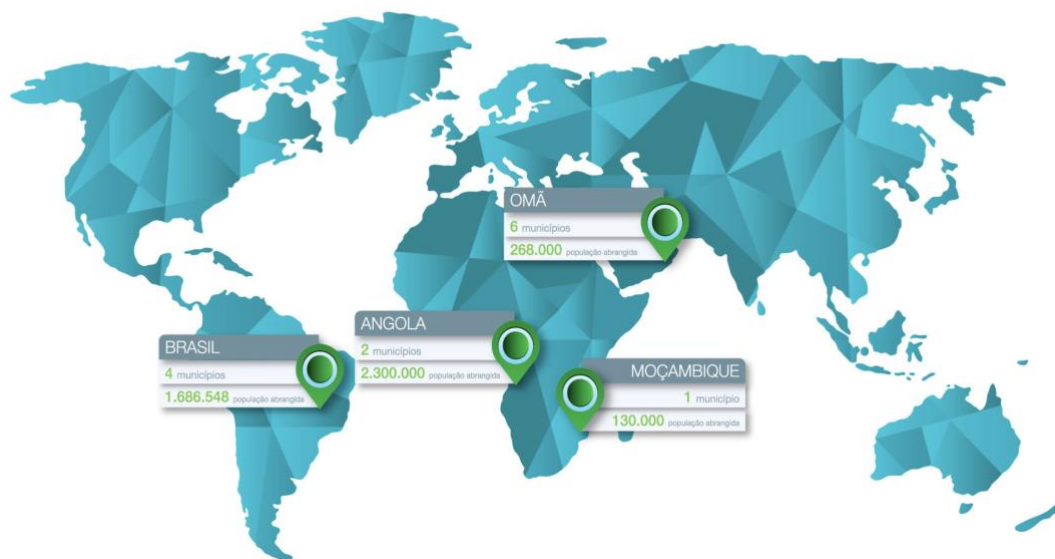 OMÃ
6 municípios
268.000 população abrangida
ANGOLA
2 municípios
2.300.000 população abrangida
BRASIL
4 municípios
1.686.548 população abrangida
MOÇAMBIQUE
1 município
130.000 população abrangida